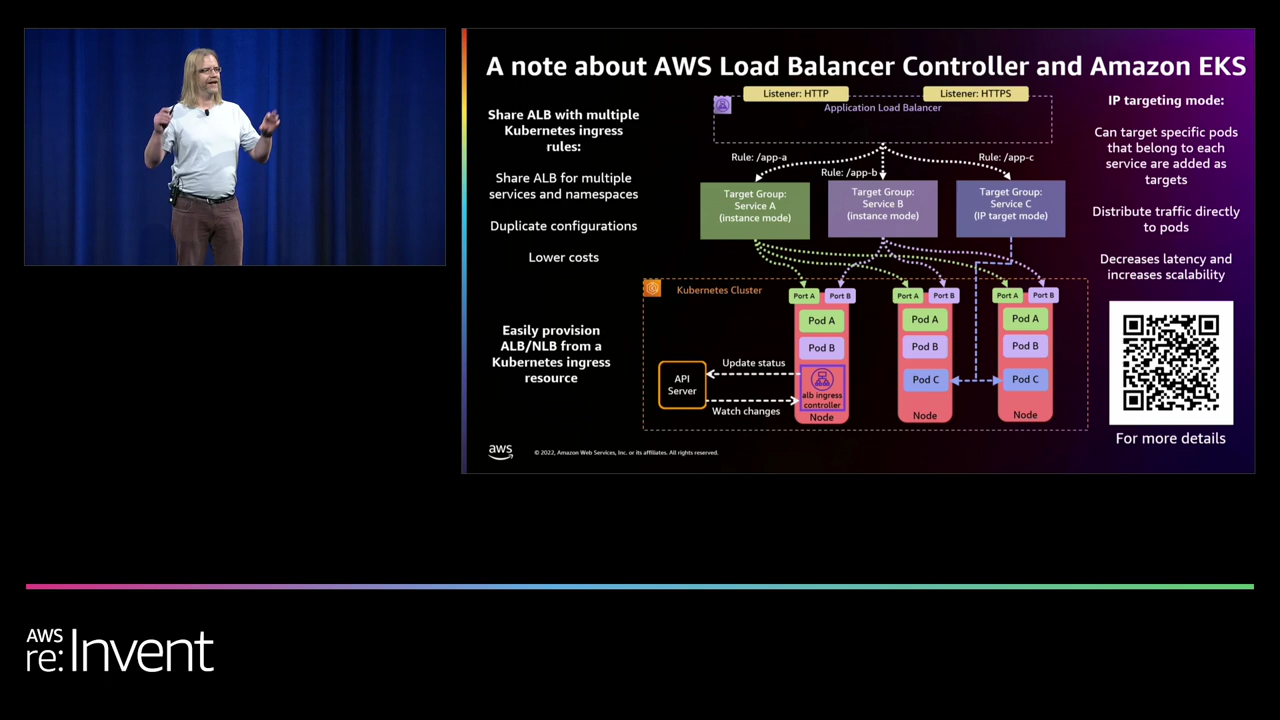 A note about AWS Load Balancer Controller and Amazon EKS
Share ALB with multiple
Kubernetes ingress
rules:
Share ALB for multiple
services and namespaces
Duplicate configurations
Lower costs
Easily provision
ALB/NLB from a
Kubernetes ingress
resource
Listener: HTTP
Listener: HTTPS
Application Load Balancer
Rule: /app-a
Rule: /app-b
Rule: /app-c
Target Group:
Service A
(instance mode)
Target Group:
Service B
(instance mode)
Target Group:
Service C
(IP target mode)
Kubernetes Cluster
Port A
Port B
Port A
Port B
Port A
Port B
Pod A
Pod B
alb ingress
controller
Node
Pod A
Pod B
Pod C
Node
Pod A
Pod B
Pod C
Node
API
Server
Update status
Watch changes
IP targeting mode:
Can target specific pods
that belong to each
service are added as
targets
Distribute traffic directly
to pods
Decreases latency and
increases scalability
For more details
aws
© 2022, Amazon Web Services, Inc. or its affiliates. All rights reserved.
AWS
re:Invent